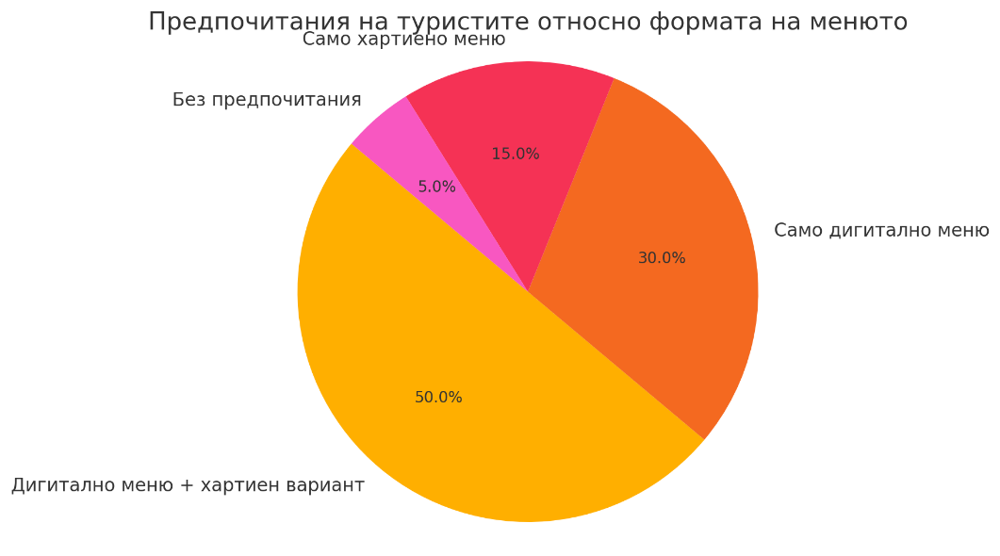 Предпочитания на туристите относно формата на менюто
Само хартиено меню
Без предпочитания
15.0%
5.0%
Само дигитално меню
30.0%
50.0%
Дигитално меню + хартиен вариант